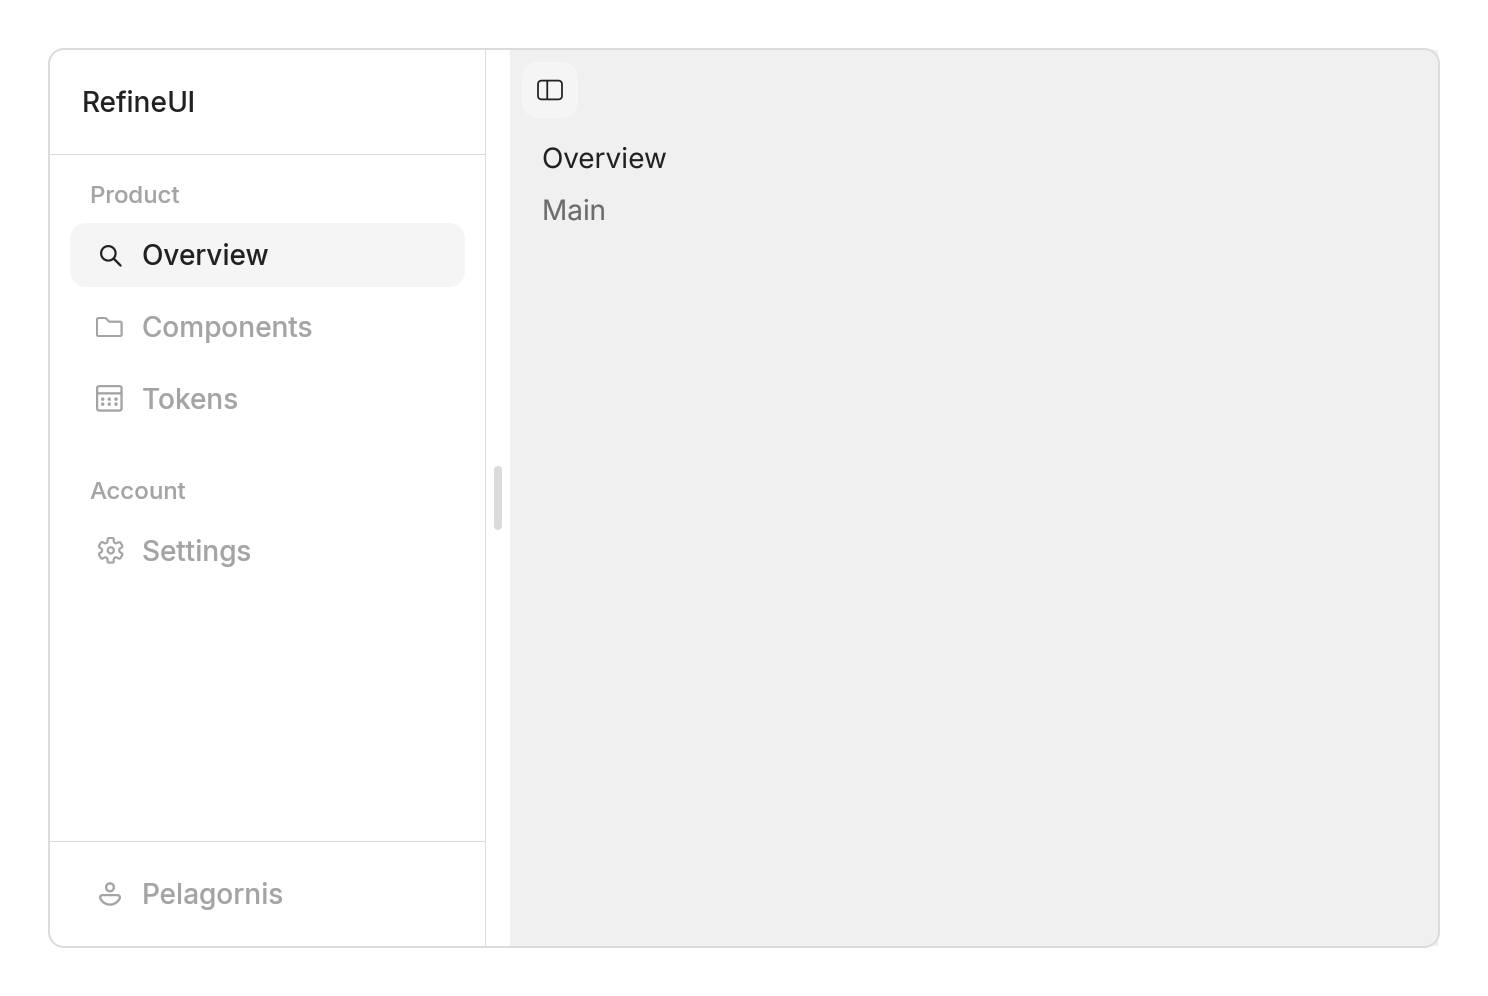 RefineUI
Product
Overview
Components
Tokens
Account
Settings
Pelagornis
Overview
Main